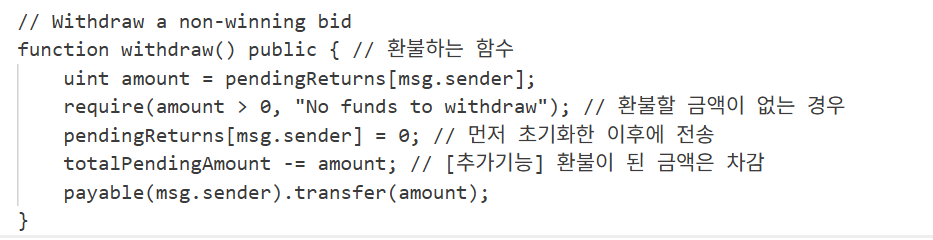 // Withdraw a non-winning bid
function withdraw() public { // 환불하는 함수
    uint amount = pendingReturns[msg.sender];
    require(amount > 0, "No funds to withdraw"); // 환불할 금액이 없는 경우
    pendingReturns[msg.sender] = 0; // 먼저 초기화한 이후에 전송
    totalPendingAmount -= amount; // [추가기능] 환불이 된 금액은 차감
    payable(msg.sender).transfer(amount);
}